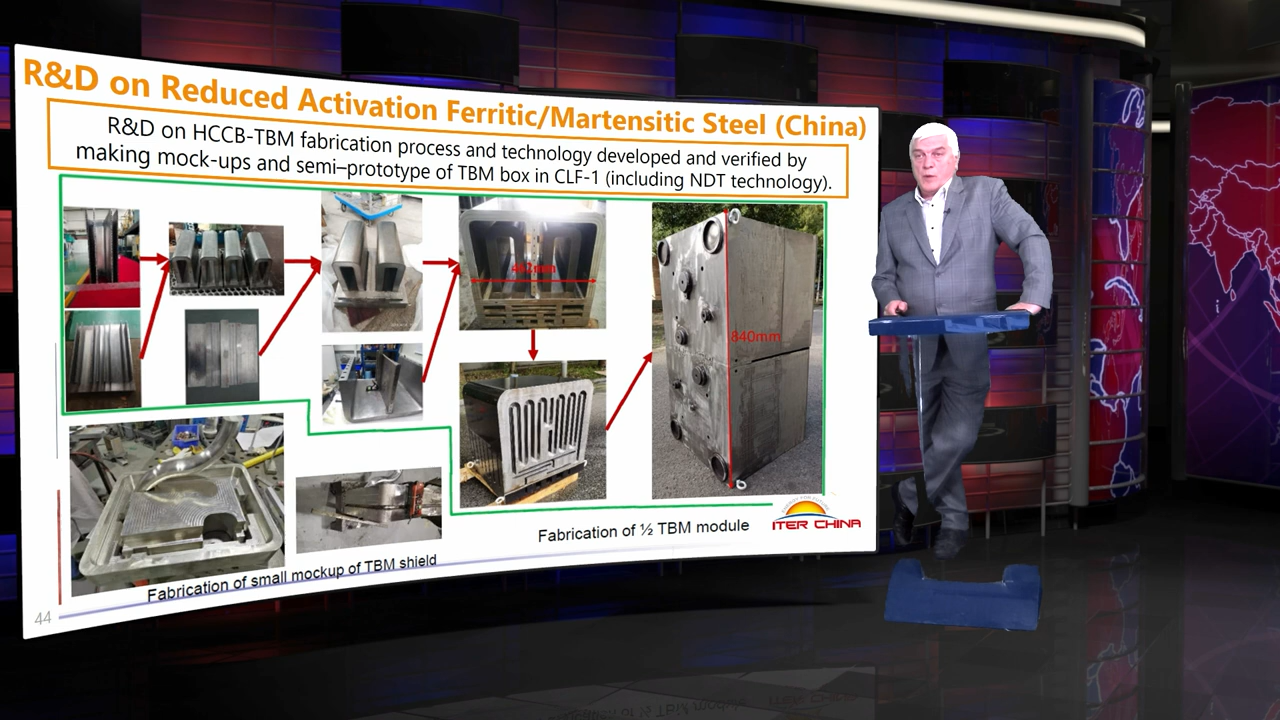 R&D on Reduced Activation Ferritic/Martensitic Steel (China)
R&D on HCCB-TBM fabrication process and technology developed and verified by
making mock-ups and semi–prototype of TBM box in CLF-1 (including NDT technology).
840mm
Fabrication of ½ TBM module
ITER CHINA
Fabrication of small mockup of TBM shield
44